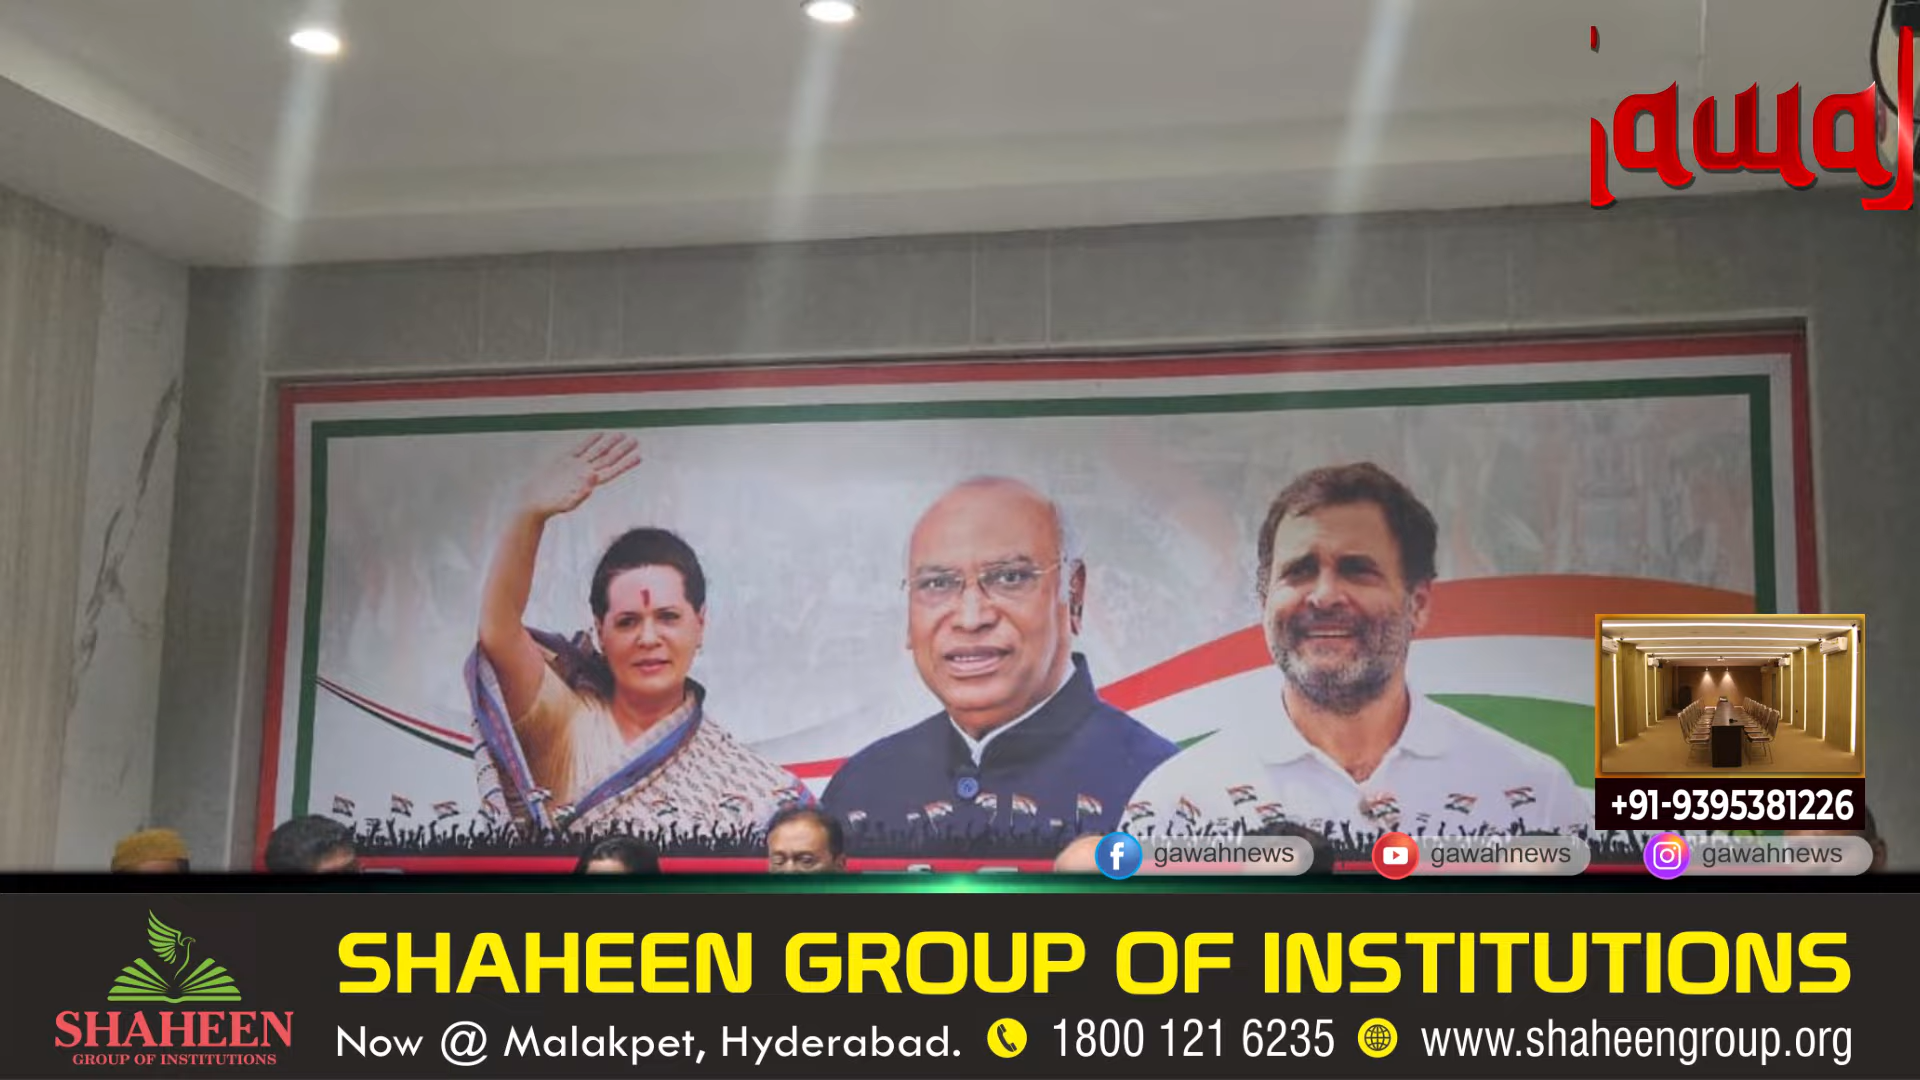 awah
+91-9395381226
gawahnews
gawahnews
gawahnews
SHAHEEN GROUP OF INSTITUTIONS
SHAHEEN
GROUP OF INSTITUTIONS
Now @ Malakpet, Hyderabad. 1800 121 6235 www.shaheengroup.org